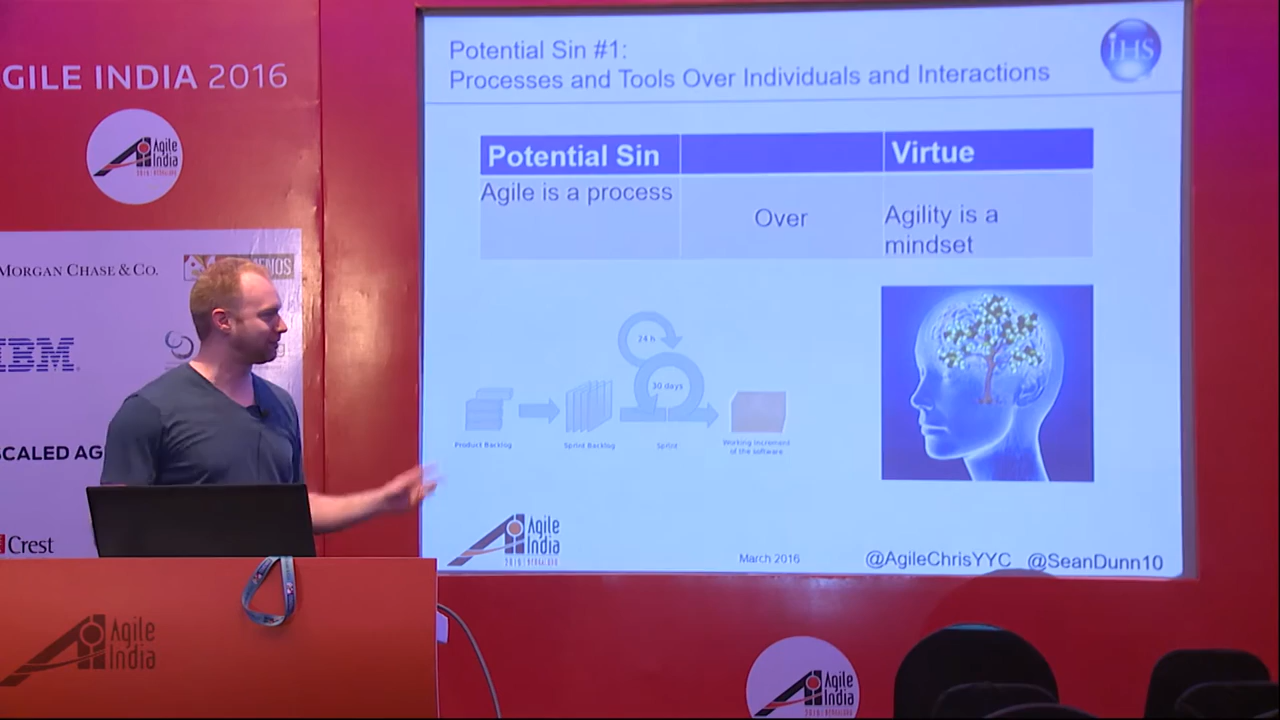 GILE INDIA 2016
Agile
India
MORGAN CHASE & CO.
NOS
IBM
SCALED AG
Crest
Agile
India
Potential Sin #1:
Processes and Tools Over Individuals and Interactions
IHS
Potential Sin
Virtue
Agile is a process
Over
Agility is a
mindset
24 h
30 days
Product Backlog
Sprint Backlog
Sprint
Working increment
of the software
Agile
India
March 2016
@AgileChrisYYC @SeanDunn10
Agile
India